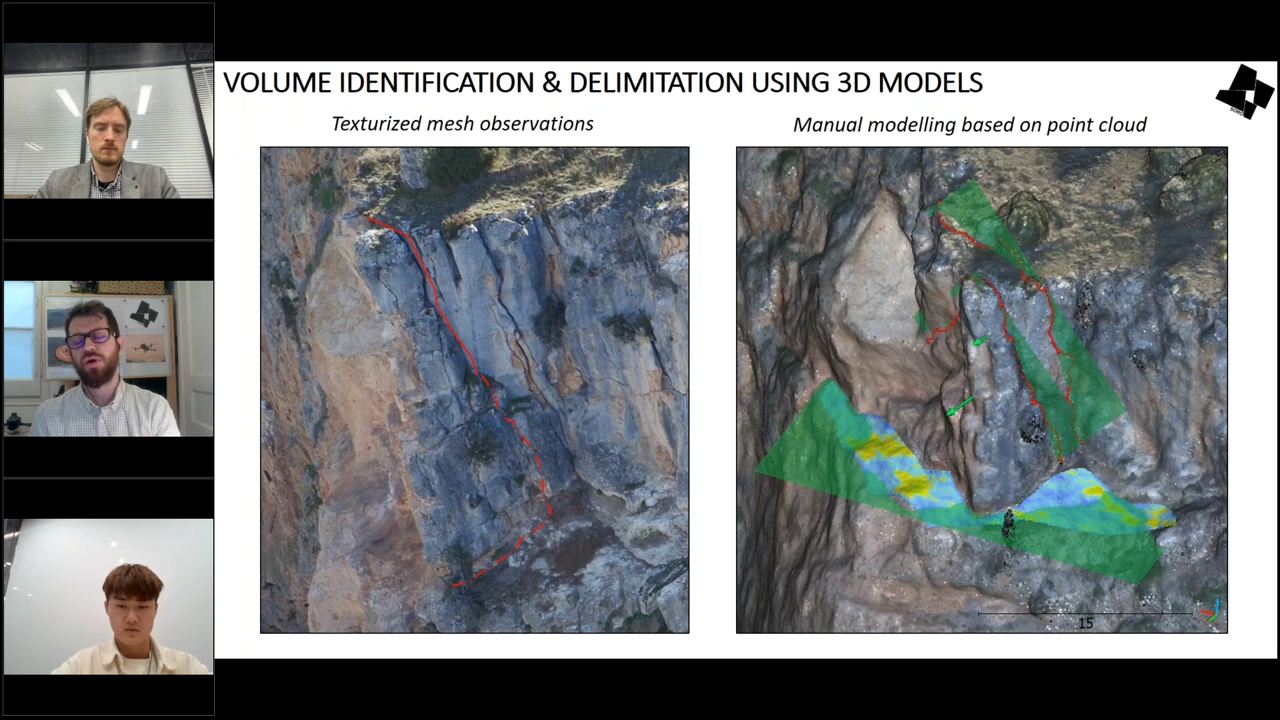 VOLUME IDENTIFICATION & DELIMITATION USING 3D MODELS
Texturized mesh observations
Manual modelling based on point cloud
15